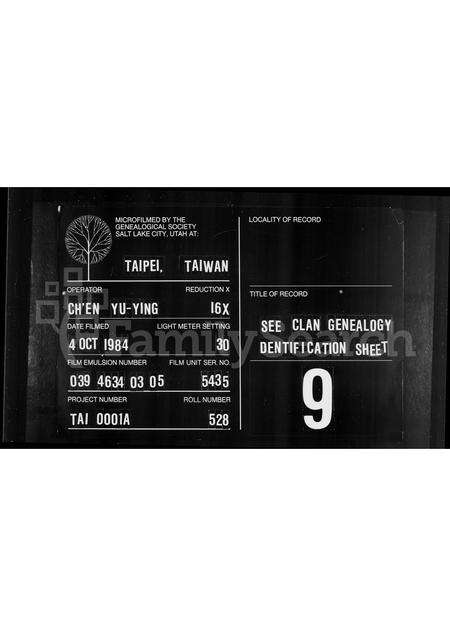 MICROFILMED BY THE
GENEALOGICAL SOCIETY
SALT LAKE CITY, UTAH AT:
TAIPEI, TAIWAN
OPERATOR REDUCTION X
CH'EN YU-YING 16X
DATE FILMED LIGHT METER SETTING
4 OCT 1984 30
FILM EMULSION NUMBER FILM UNIT SER. NO.
039 4634 03 05 5435
PROJECT NUMBER ROLL NUMBER
TAI 0001A 528
LOCALITY OF RECORD
TITLE OF RECORD
SEE CLAN GENEALOGY
DENTIFICATION SHEET
9
FamilySearch